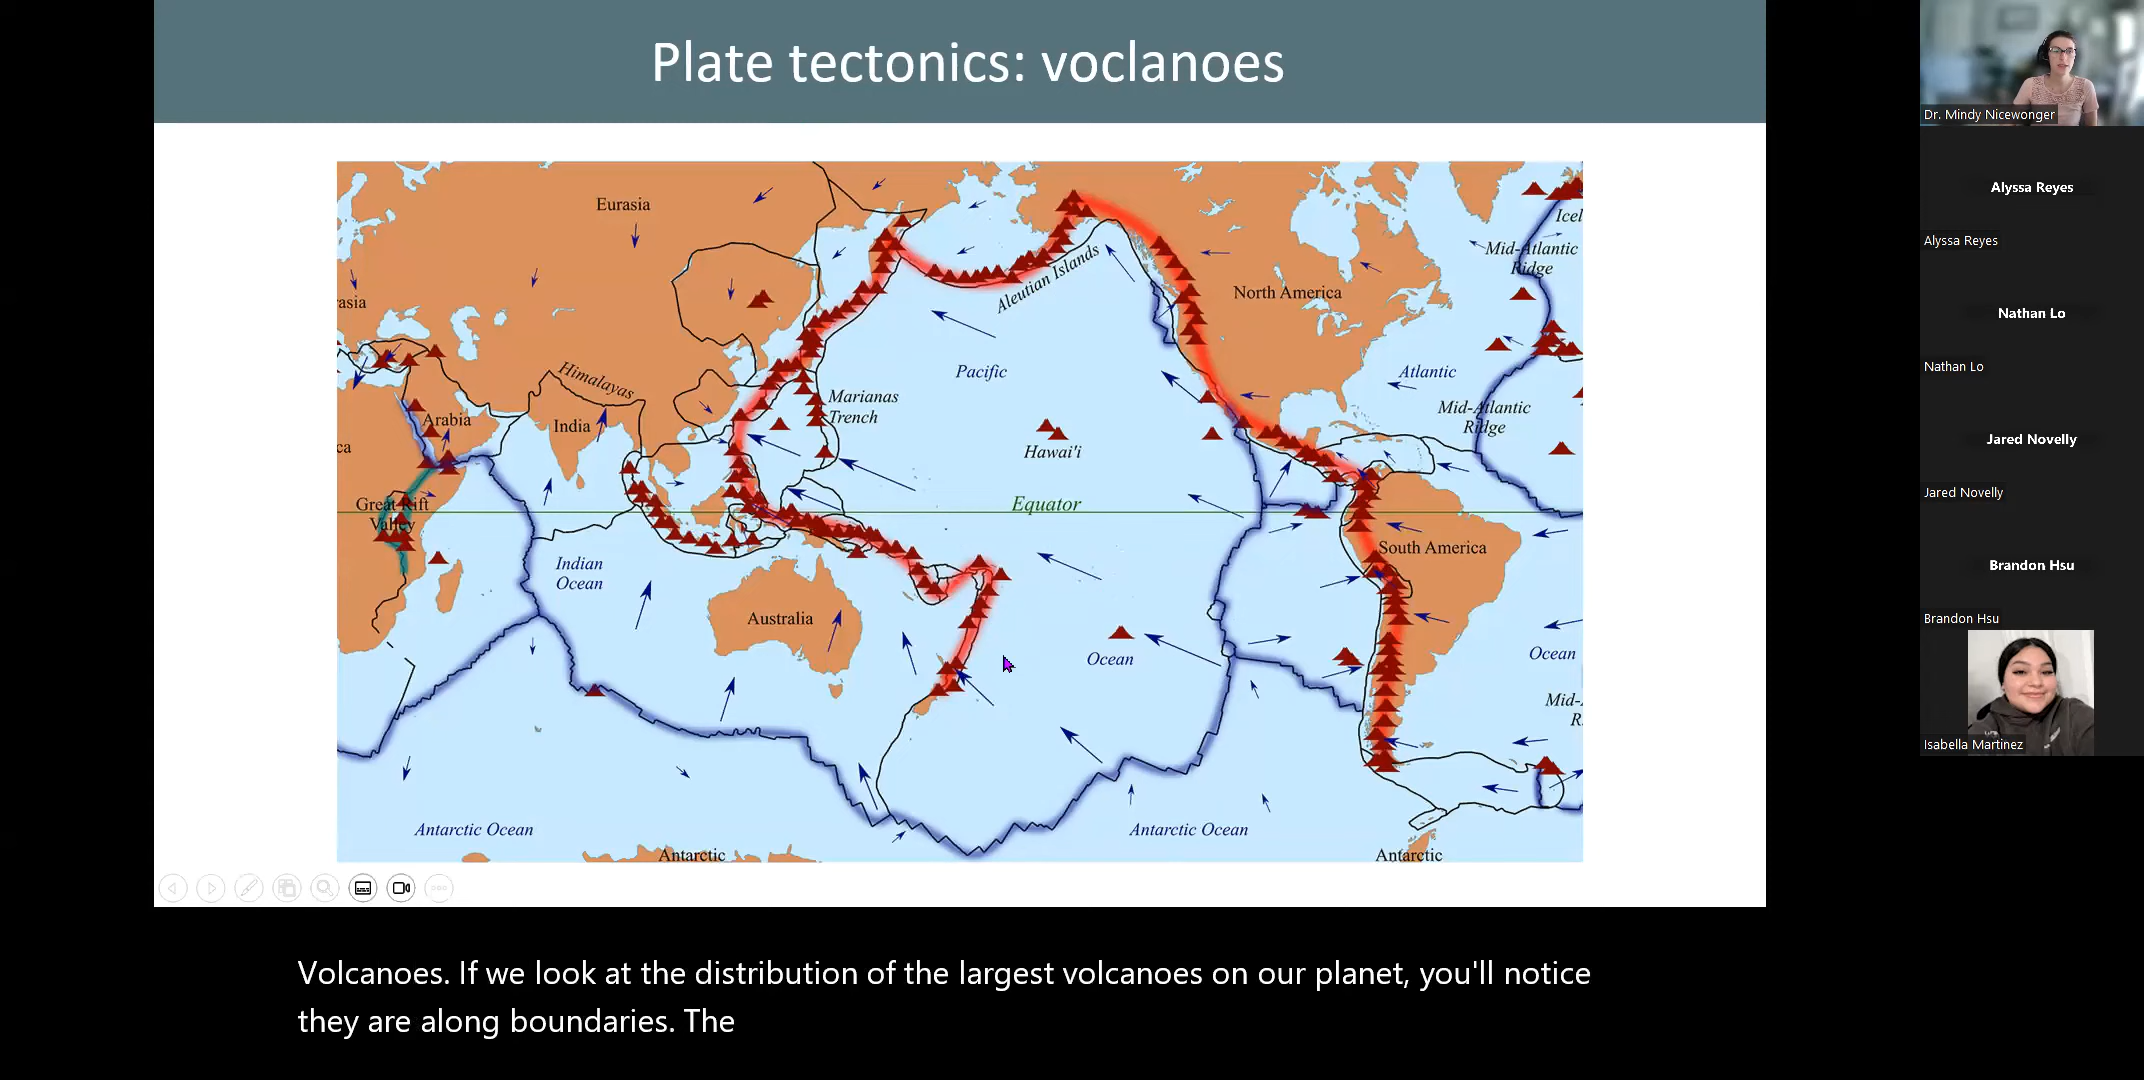 Plate tectonics: voclanoes
Eurasia
Icel
Mid-Atlantic
Ridge
Aleutian Islands
North America
rasia
Himalayas
Pacific
Atlantic
Marianas
Trench
Mid-Atlantic
Ridge
Arabia
India
ca
Hawai'i
Great Rift
Valley
Equator
South America
Indian
Ocean
Australia
Ocean
Ocean
Mid-
R.
Antarctic Ocean
Antarctic Ocean
Antarctic
Antarctic
Volcanoes. If we look at the distribution of the largest volcanoes on our planet, you'll notice
they are along boundaries. The
Dr. Mindy Nicewonger
Alyssa Reyes
Alyssa Reyes
Nathan Lo
Nathan Lo
Jared Novelly
Jared Novelly
Brandon Hsu
Brandon Hsu
Isabella Martinez